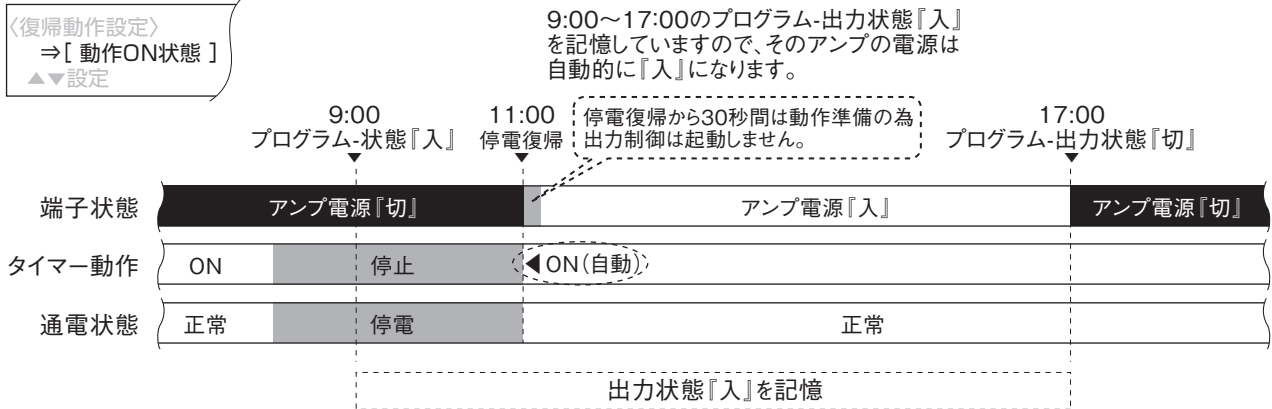 〈復帰動作設定〉
⇒[ 動作ON状態 ]
▲▼設定
9:00～17:00のプログラム-出力状態『入』
を記憶していますので、そのアンプの電源は
自動的に『入』になります。
9:00
プログラム-状態『入』
11:00
停電復帰
停電復帰から30秒間は動作準備の為
出力制御は起動しません。
17:00
プログラム-出力状態『切』
端子状態
アンプ電源『切』
アンプ電源『入』
アンプ電源『切』
タイマー動作
ON
停止
◀ON(自動)
通電状態
正常
停電
正常
出力状態『入』を記憶